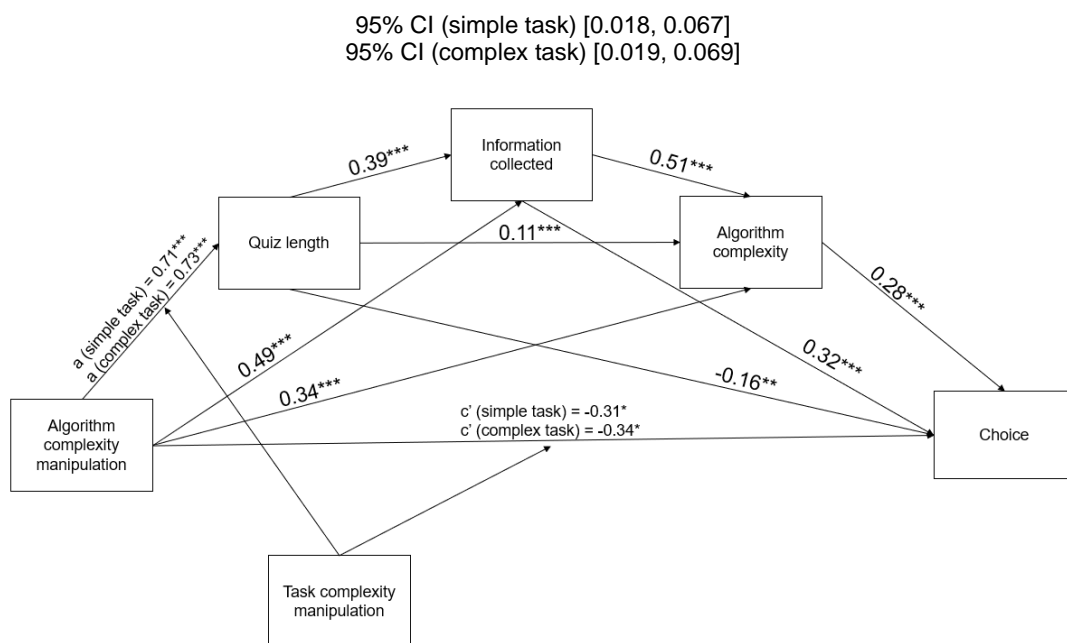 95% CI (simple task) [0.018, 0.067]
95% CI (complex task) [0.019, 0.069]
Information
collected
0.39***
0.51***
Quiz length
0.11***
Algorithm
complexity
a (simple task) = 0.71***
a (complex task) = 0.73***
0.28***
0.49***
0.32***
0.34***
-0.16**
Algorithm
complexity
manipulation
c' (simple task) = -0.31*
c' (complex task) = -0.34*
Choice
Task complexity
manipulation